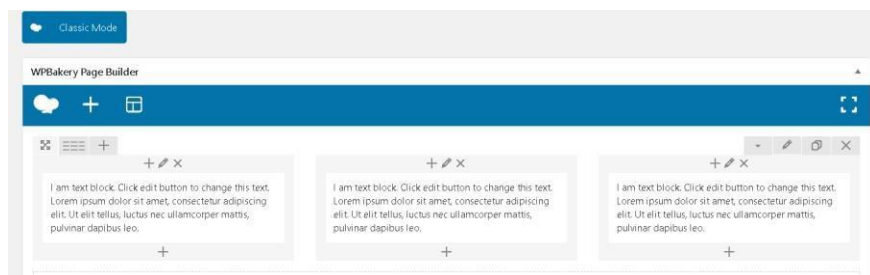 Classic Mode
WPBakery Page Builder
I am text block. Click edit button to change this text.
Lorem ipsum dolor sit amet, consectetur adipiscing
elit. Ut elit tellus, luctus nec ullamcorper mattis,
pulvinar dapibus leo.
I am text block. Click edit button to change this text.
Lorem ipsum dolor sit amet, consectetur adipiscing
elit. Ut elit tellus, luctus nec ullamcorper mattis,
pulvinar dapibus leo.
I am text block. Click edit button to change this text.
Lorem ipsum dolor sit amet, consectetur adipiscing
elit. Ut elit tellus, luctus nec ullamcorper mattis,
pulvinar dapibus leo.